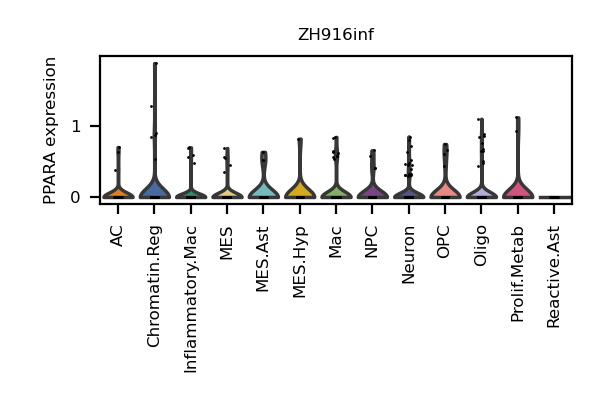 ZH916inf
PPARA expression
1
0
AC
Chromatin.Reg
Inflammatory.Mac
MES
MES.Ast
MES.Hyp
Mac
NPC
Neuron
OPC
Oligo
Prolif.Metab
Reactive.Ast